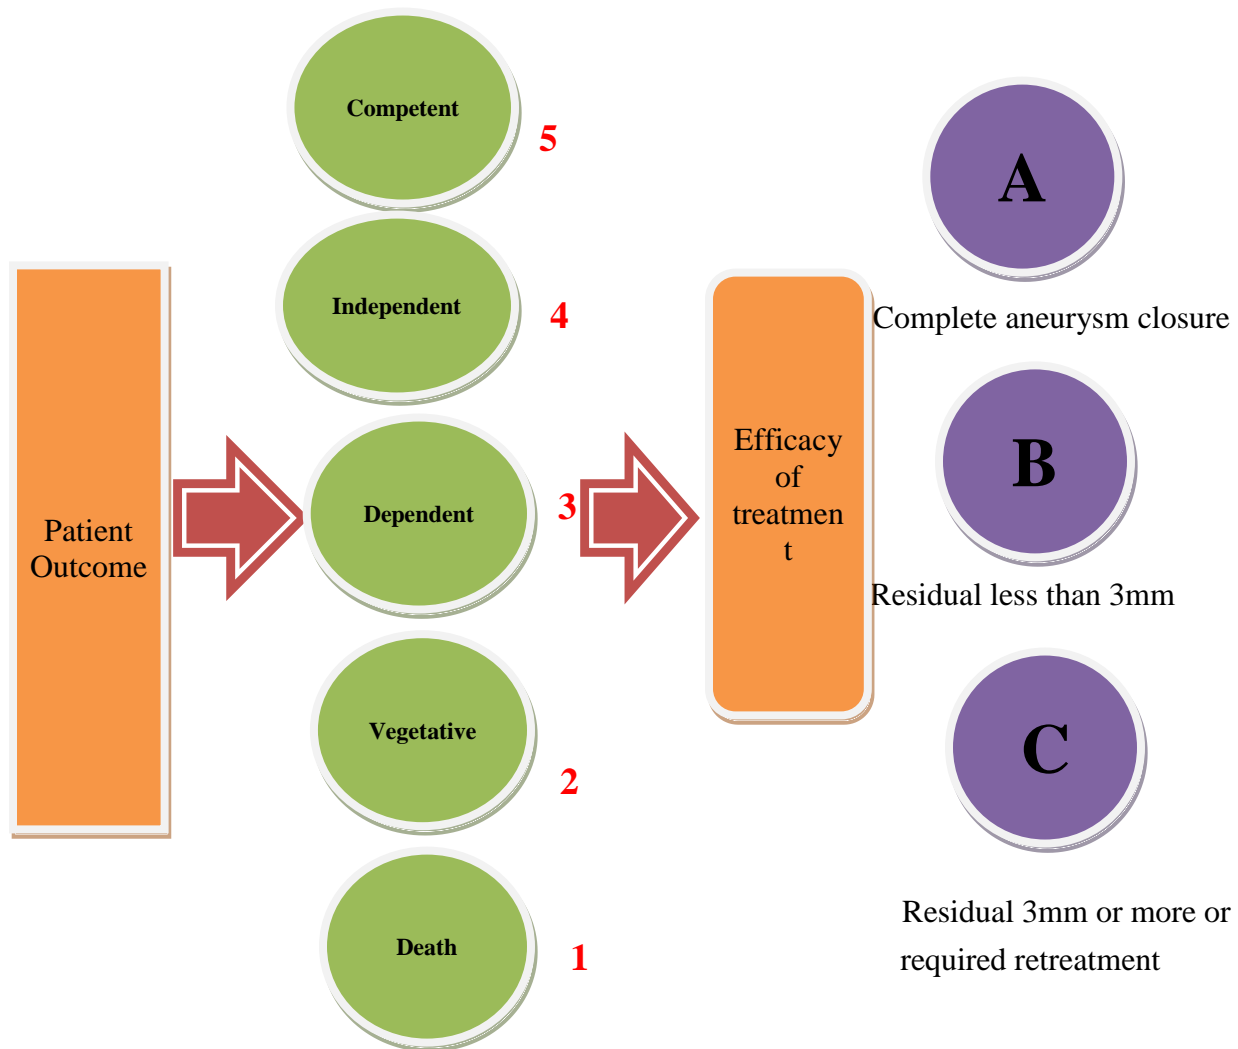 Patient
Outcome
Competent
5
Independent
4
Dependent
3
Vegetative
2
Death
1
Efficacy
of
treatmen
t
A
Complete aneurysm closure
B
Residual less than 3mm
C
Residual 3mm or more or
required retreatment